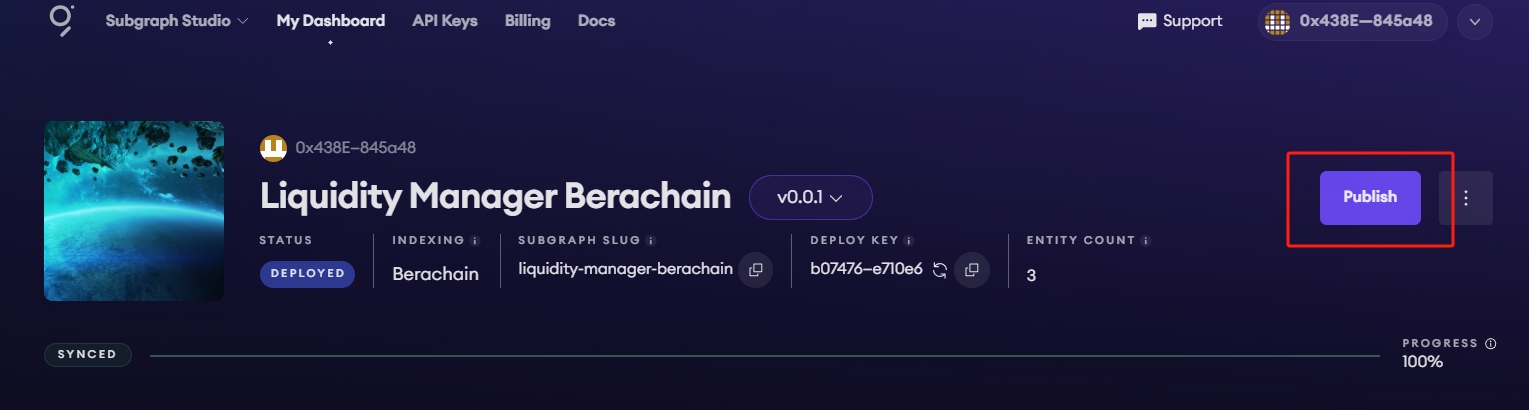 Subgraph Studio My Dashboard API Keys Billing Docs Support 0x438E—845a48
0x438E—845a48
Liquidity Manager Berachain v0.0.1 Publish
STATUS INDEXING SUBGRAPH SLUG DEPLOY KEY ENTITY COUNT
DEPLOYED Berachain liquidity-manager-berachain b07476—e710e6 3
SYNCED PROGRESS
100%